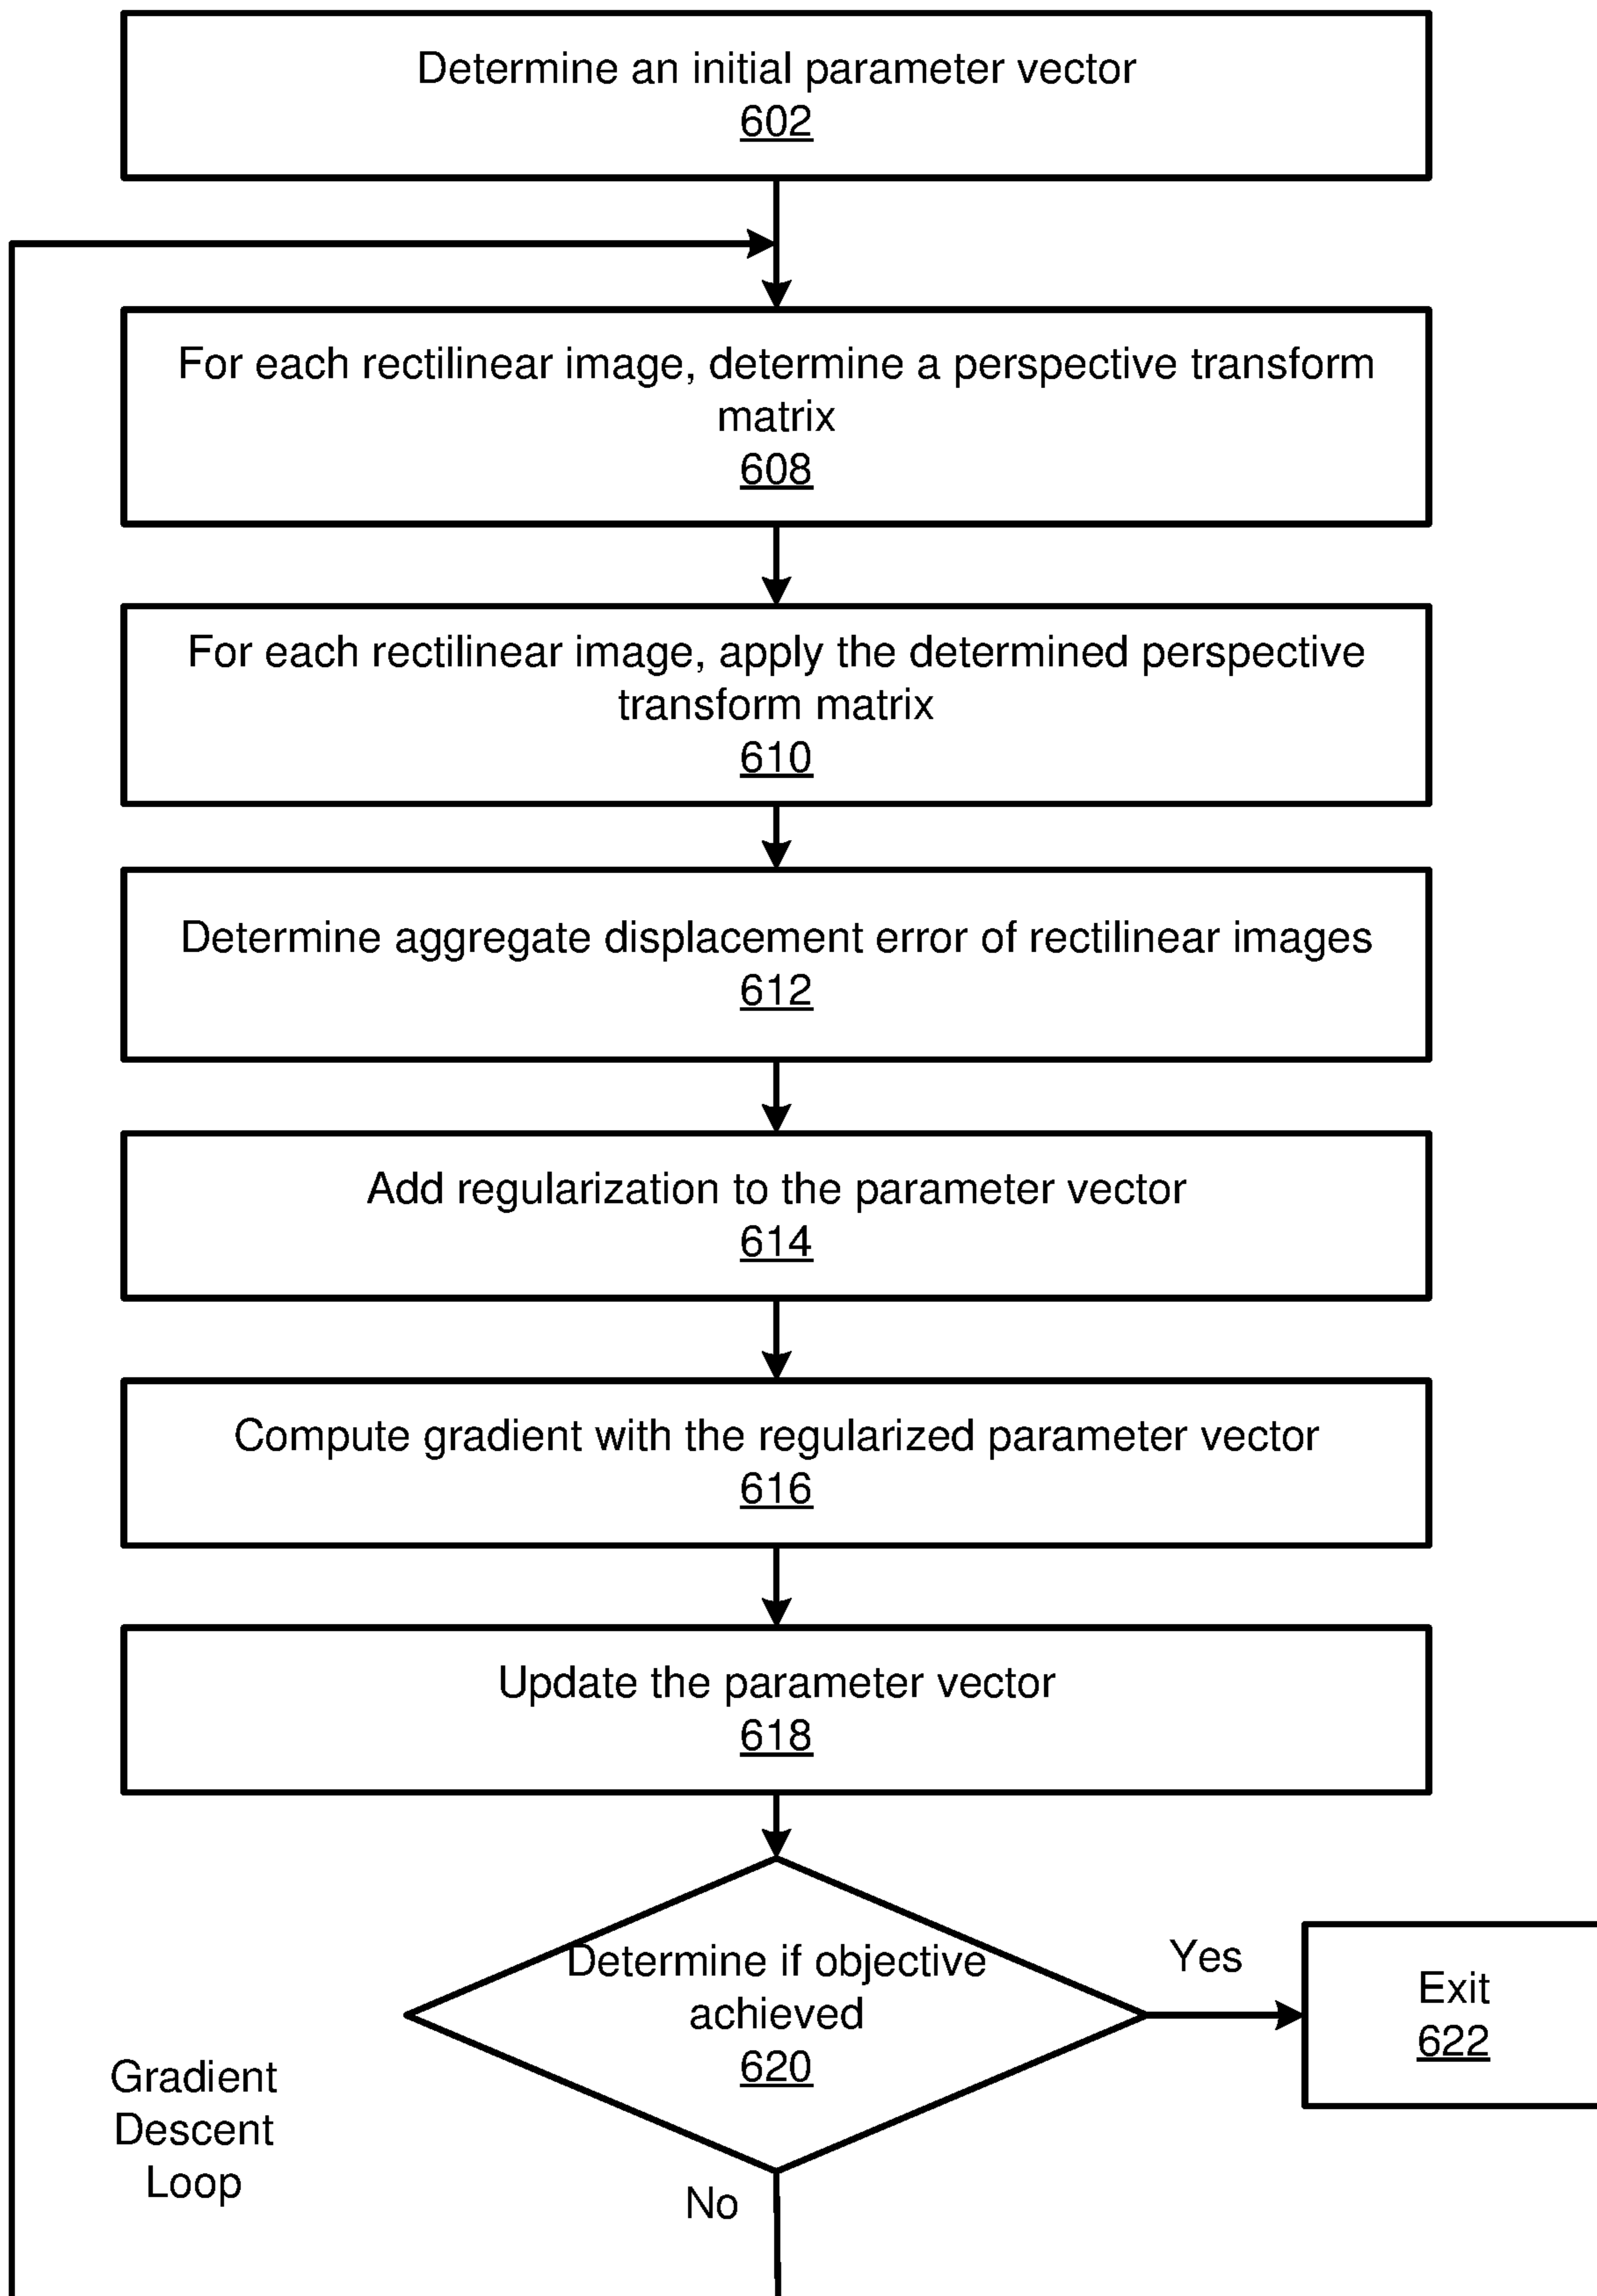 Determine an initial parameter vector
602
For each rectilinear image, determine a perspective transform
matrix
608
For each rectilinear image, apply the determined perspective
transform matrix
610
Determine aggregate displacement error of rectilinear images
612
Add regularization to the parameter vector
614
Compute gradient with the regularized parameter vector
616
Update the parameter vector
618
Determine if objective
achieved
620
Yes
Exit
622
Gradient
Descent
Loop
No